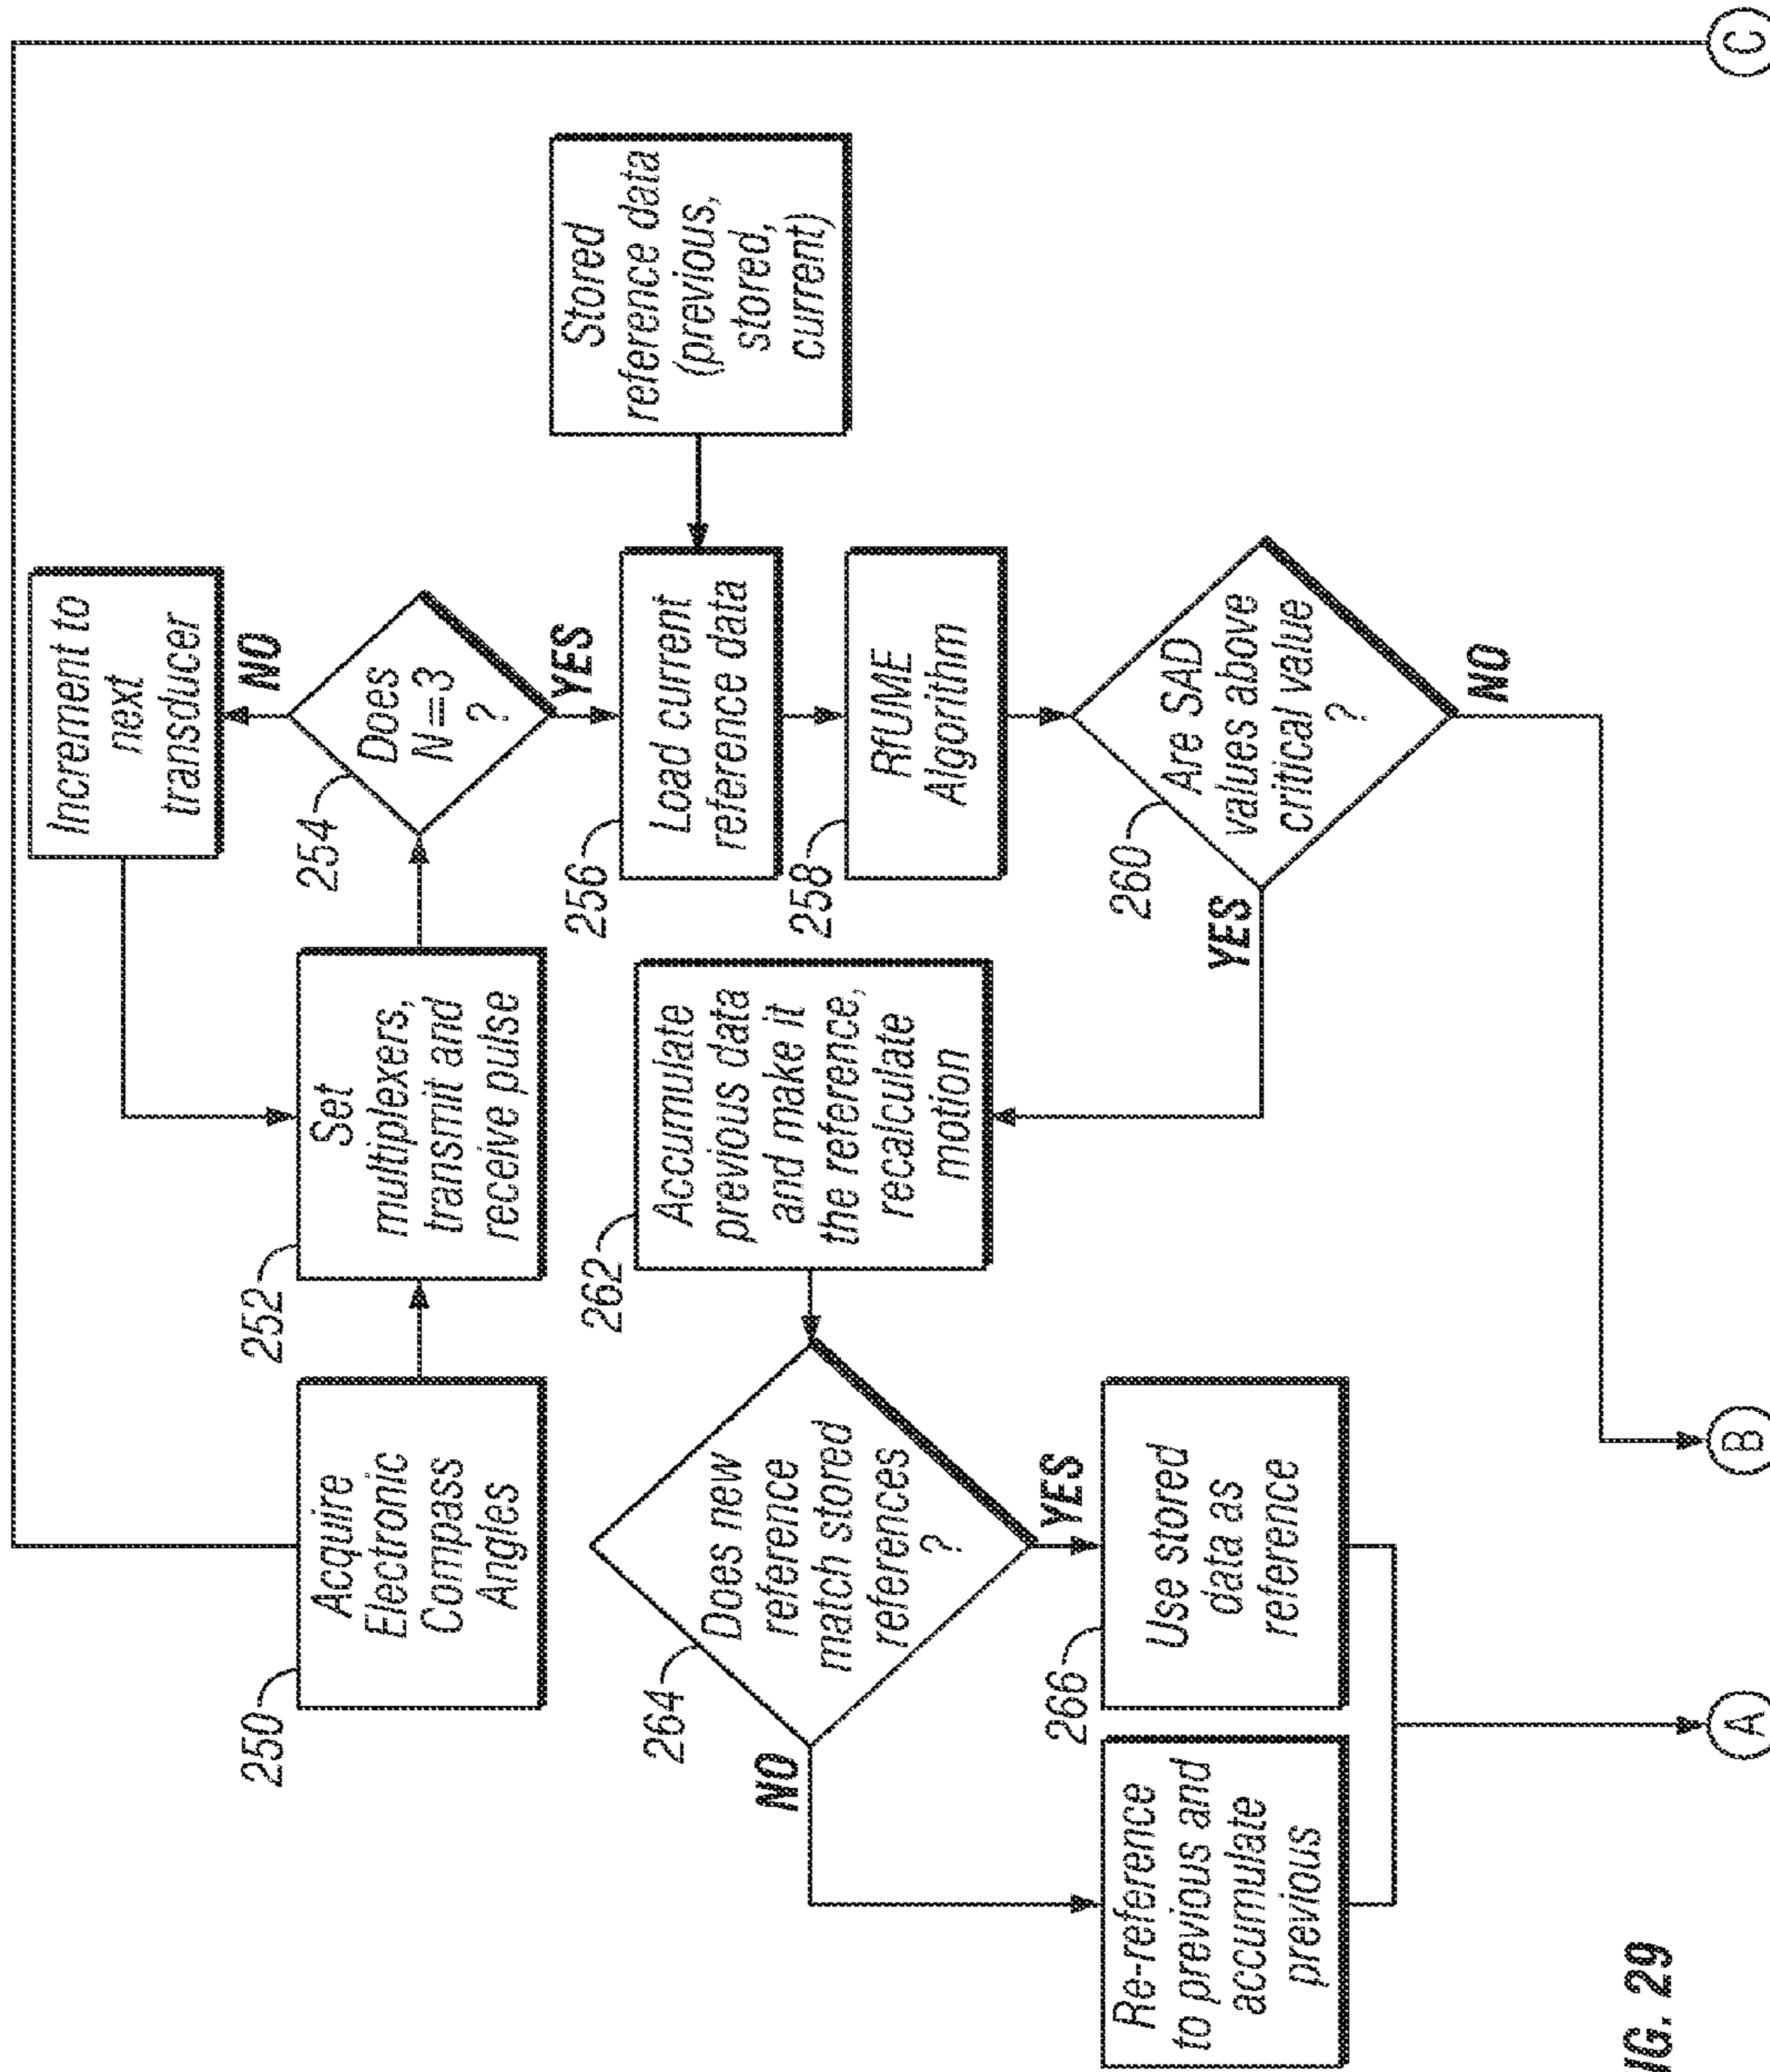 Acquire
Electronic
Compass
Angles
250
Set
multiplexers,
transmit and
receive pulse
252
Increment to
next
transducer
Does
N==3
?
254
NO
YES
Load current
reference data
256
Stored
reference data
(previous,
stored,
current)
RfUME
Algorithm
258
Are SAD
values above
critical value
?
260
YES
NO
Accumulate
previous data
and make it
the reference,
recalculate
motion
262
Does new
reference
match stored
references
?
264
NO
YES
Re-reference
to previous and
accumulate
previous
Use stored
data as
reference
266
A
B
C
IG. 29